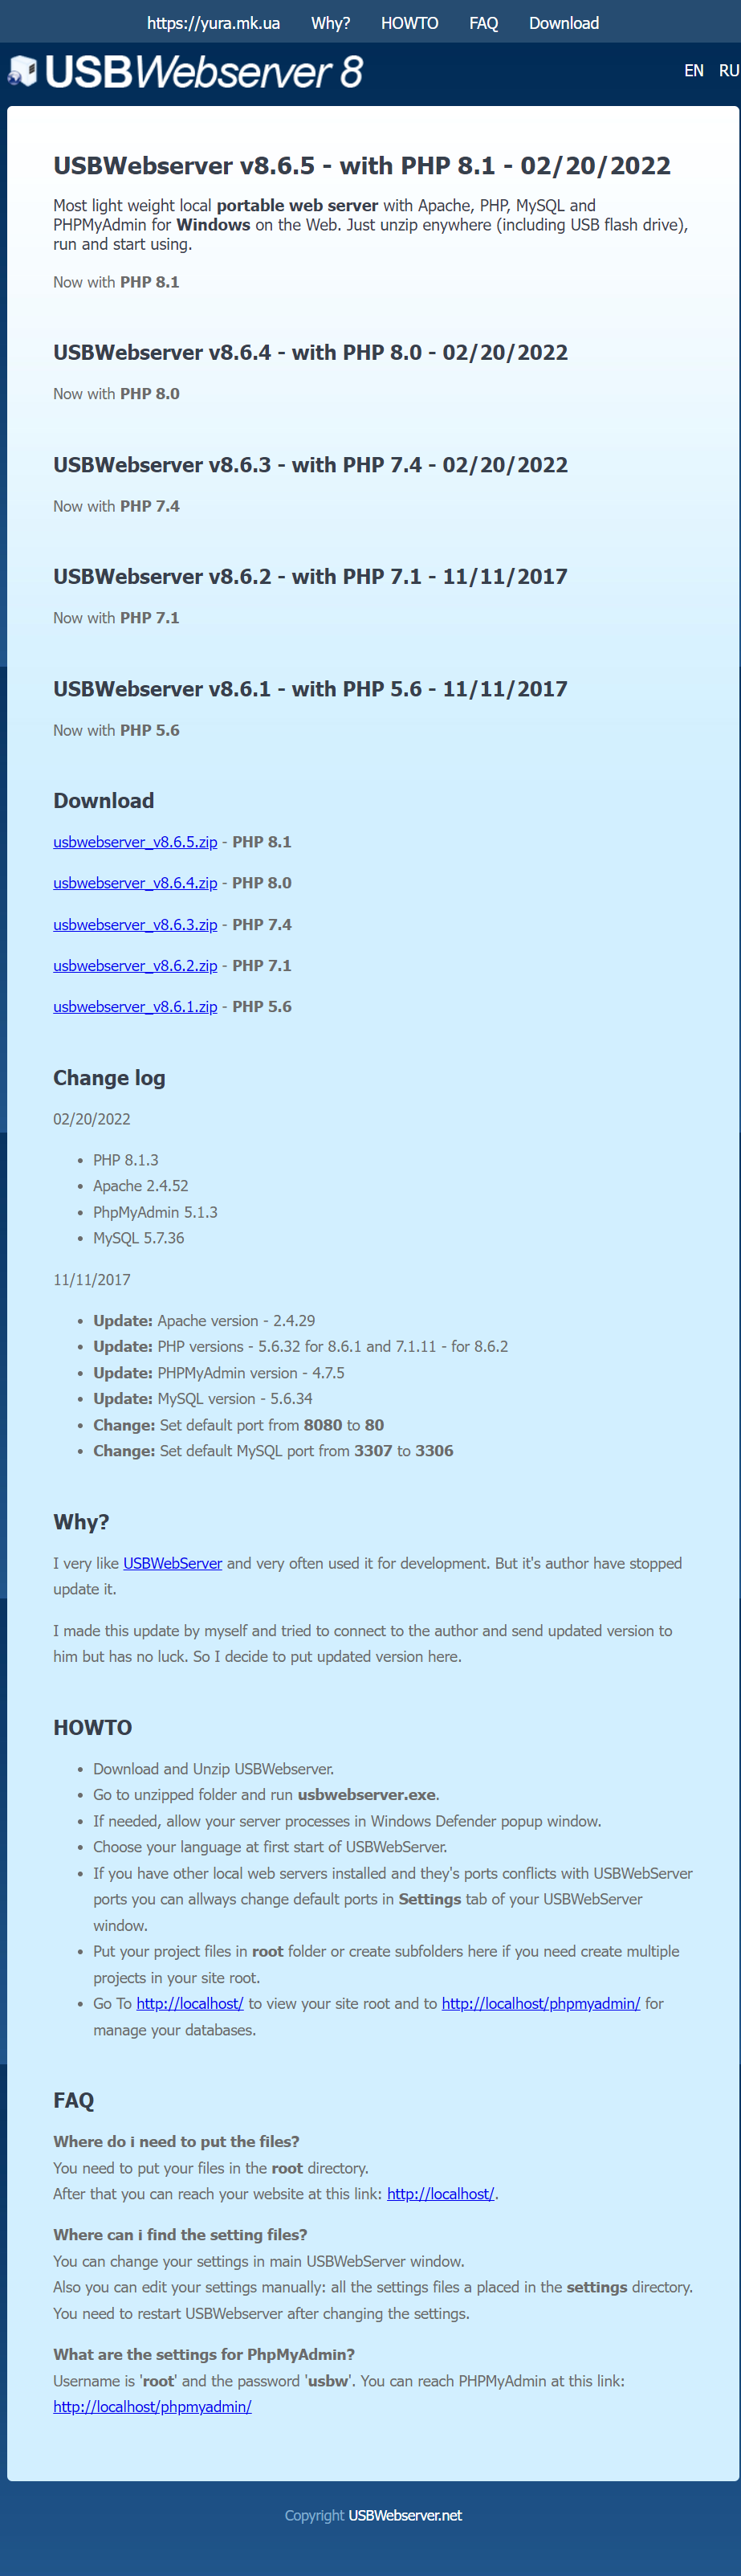 https://yura.mk.ua Why? HOWTO FAQ Download
USBWebserver 8
EN RU
USBWebserver v8.6.5 - with PHP 8.1 - 02/20/2022
Most light weight local portable web server with Apache, PHP, MySQL and
PHPMyAdmin for Windows on the Web. Just unzip enywhere (including USB flash drive),
run and start using.
Now with PHP 8.1
USBWebserver v8.6.4 - with PHP 8.0 - 02/20/2022
Now with PHP 8.0
USBWebserver v8.6.3 - with PHP 7.4 - 02/20/2022
Now with PHP 7.4
USBWebserver v8.6.2 - with PHP 7.1 - 11/11/2017
Now with PHP 7.1
USBWebserver v8.6.1 - with PHP 5.6 - 11/11/2017
Now with PHP 5.6
Download
usbwebserver_v8.6.5.zip - PHP 8.1
usbwebserver_v8.6.4.zip - PHP 8.0
usbwebserver_v8.6.3.zip - PHP 7.4
usbwebserver_v8.6.2.zip - PHP 7.1
usbwebserver_v8.6.1.zip - PHP 5.6
Change log
02/20/2022
• PHP 8.1.3
• Apache 2.4.52
• PhpMyAdmin 5.1.3
• MySQL 5.7.36
11/11/2017
• Update: Apache version - 2.4.29
• Update: PHP versions - 5.6.32 for 8.6.1 and 7.1.11 - for 8.6.2
• Update: PHPMyAdmin version - 4.7.5
• Update: MySQL version - 5.6.34
• Change: Set default port from 8080 to 80
• Change: Set default MySQL port from 3307 to 3306
Why?
I very like USBWebServer and very often used it for development. But it's author have stopped
update it.
I made this update by myself and tried to connect to the author and send updated version to
him but has no luck. So I decide to put updated version here.
HOWTO
• Download and Unzip USBWebserver.
• Go to unzipped folder and run usbwebserver.exe.
• If needed, allow your server processes in Windows Defender popup window.
• Choose your language at first start of USBWebServer.
• If you have other local web servers installed and they's ports conflicts with USBWebServer
ports you can allways change default ports in Settings tab of your USBWebServer
window.
• Put your project files in root folder or create subfolders here if you need create multiple
projects in your site root.
• Go To http://localhost/ to view your site root and to http://localhost/phpmyadmin/ for
manage your databases.
FAQ
Where do i need to put the files?
You need to put your files in the root directory.
After that you can reach your website at this link: http://localhost/.
Where can i find the setting files?
You can change your settings in main USBWebServer window.
Also you can edit your settings manually: all the settings files a placed in the settings directory.
You need to restart USBWebserver after changing the settings.
What are the settings for PhpMyAdmin?
Username is 'root' and the password 'usbw'. You can reach PHPMyAdmin at this link:
http://localhost/phpmyadmin/
Copyright USBWebserver.net